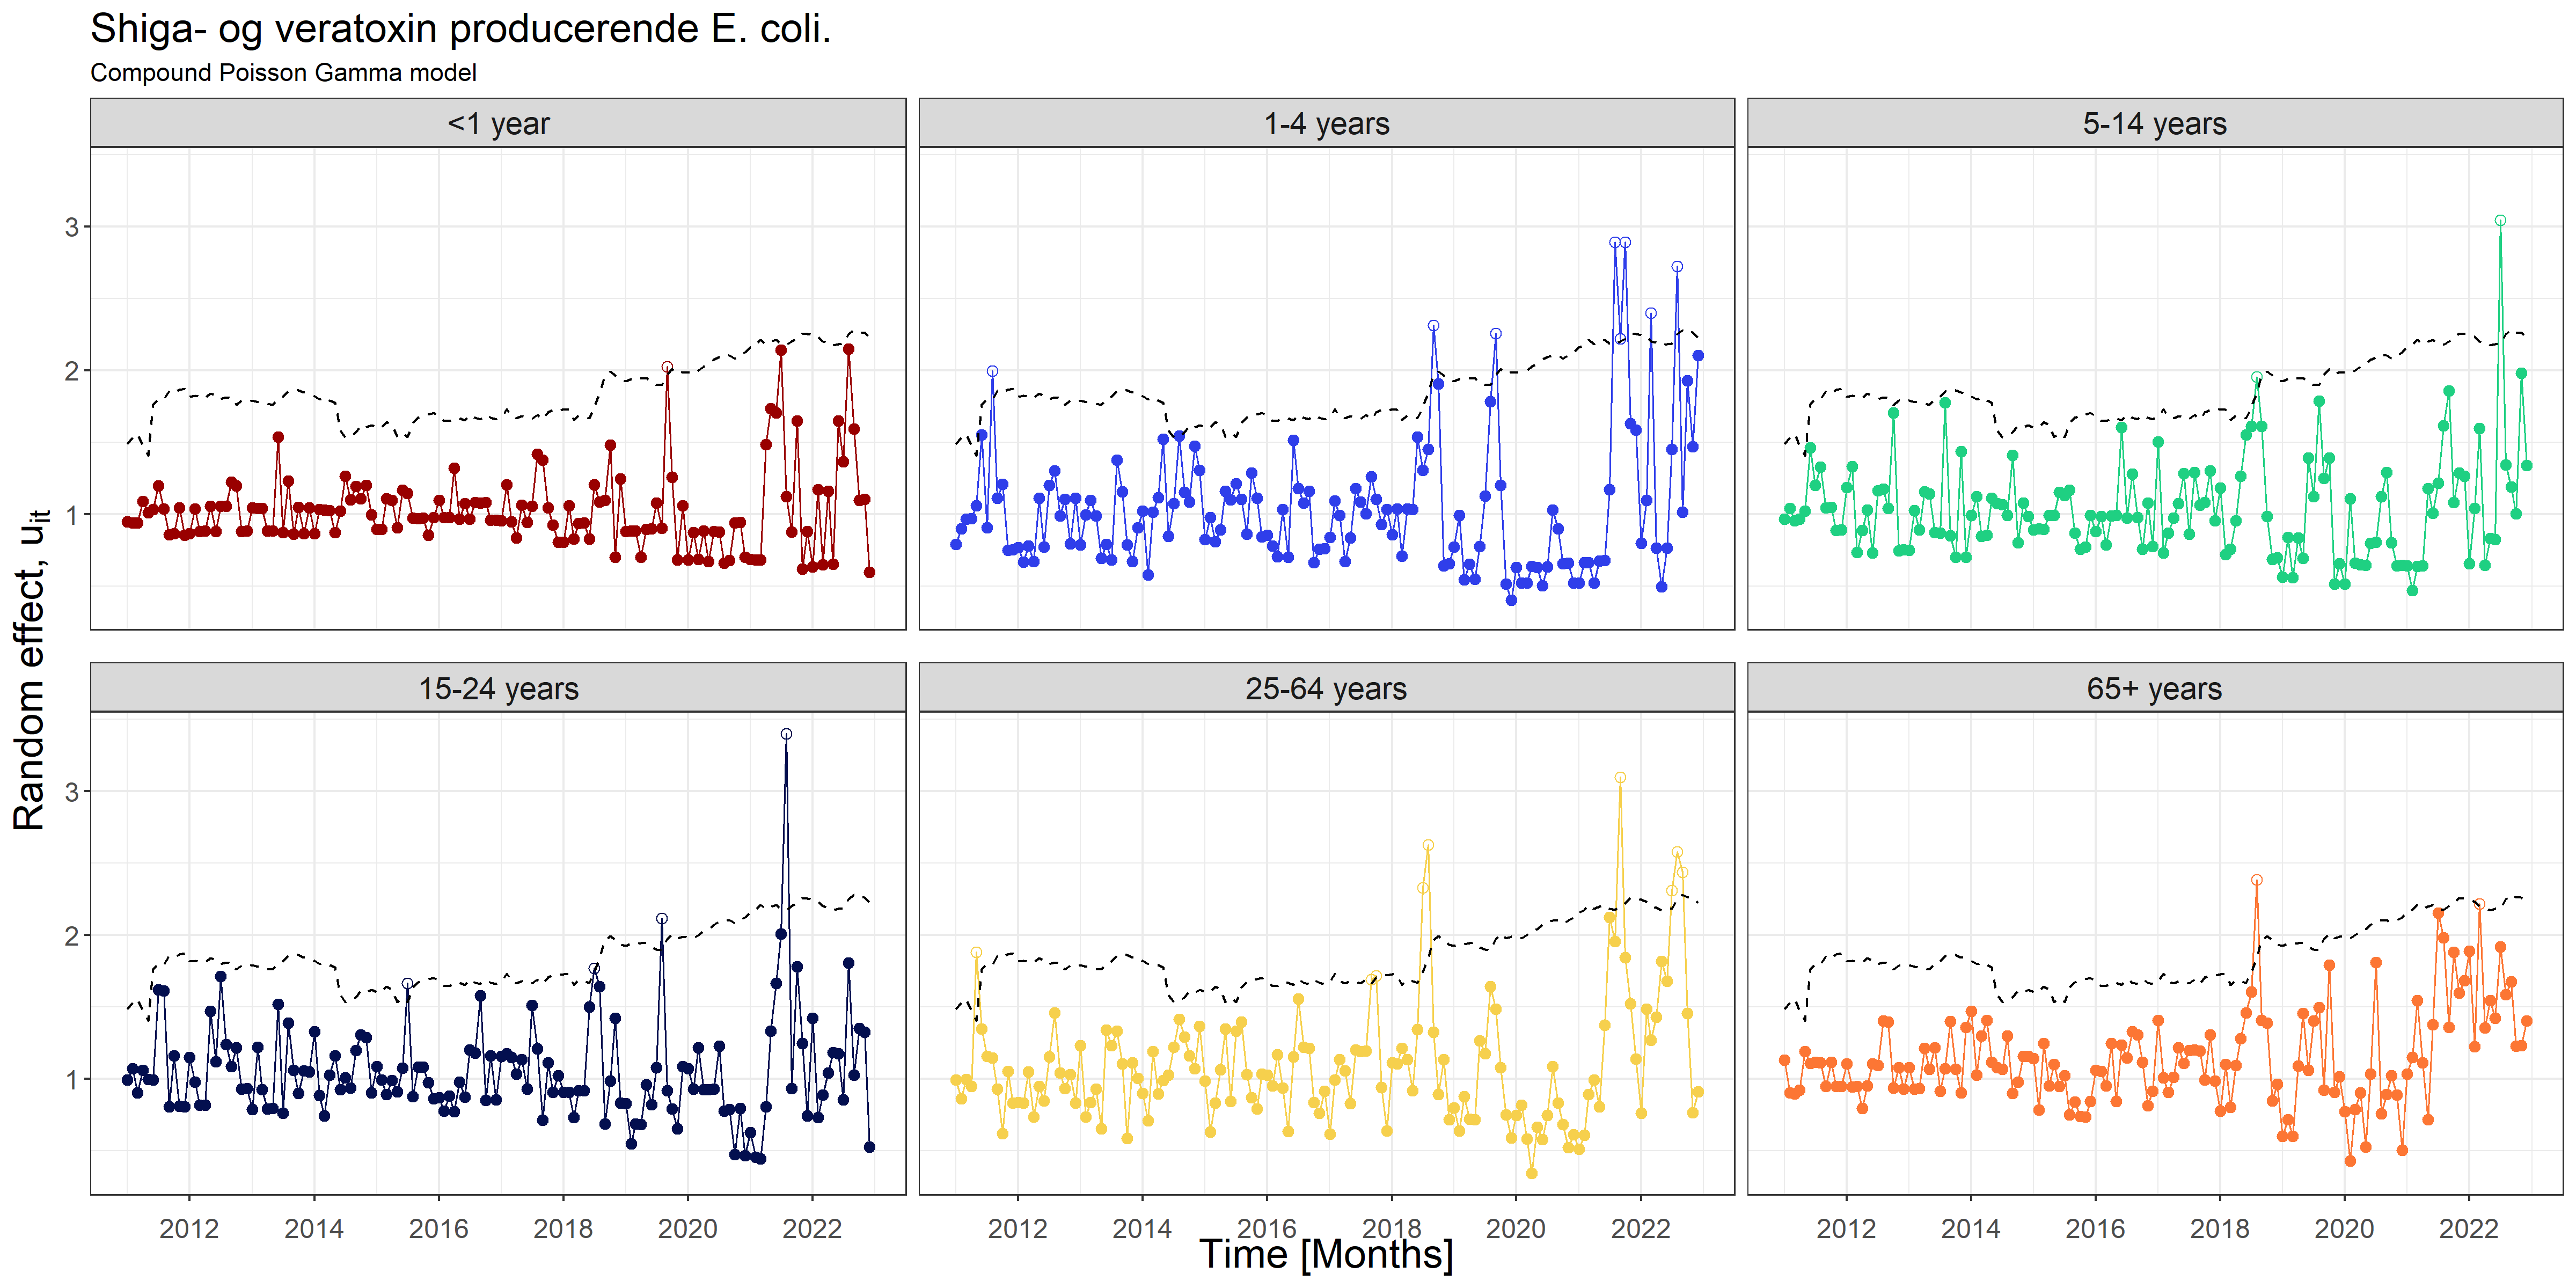 Shiga- og veratoxin producerende E. coli.
Compound Poisson Gamma model
<1 year 1-4 years 5-14 years
3
2
1
15-24 years 25-64 years 65+ years
3
2
1
Random effect, uit
2012 2014 2016 2018 2020 2022 2012 2014 2016 2018 2020 2022 2012 2014 2016 2018 2020 2022
Time [Months]